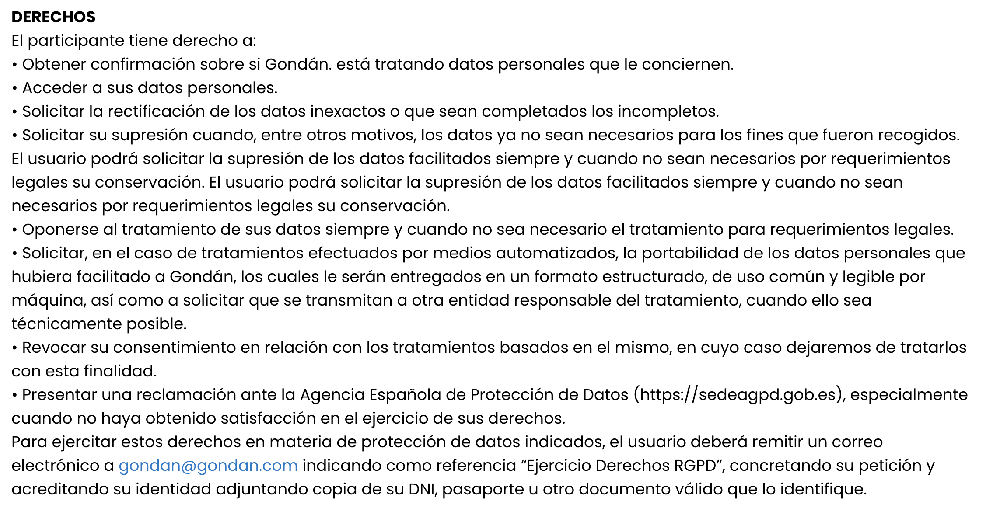 DERECHOS
El participante tiene derecho a:
• Obtener confirmación sobre si Gondán. está tratando datos personales que le conciernen.
• Acceder a sus datos personales.
• Solicitar la rectificación de los datos inexactos o que sean completados los incompletos.
• Solicitar su supresión cuando, entre otros motivos, los datos ya no sean necesarios para los fines que fueron recogidos.
El usuario podrá solicitar la supresión de los datos facilitados siempre y cuando no sean necesarios por requerimientos
legales su conservación. El usuario podrá solicitar la supresión de los datos facilitados siempre y cuando no sean
necesarios por requerimientos legales su conservación.
• Oponerse al tratamiento de sus datos siempre y cuando no sea necesario el tratamiento para requerimientos legales.
• Solicitar, en el caso de tratamientos efectuados por medios automatizados, la portabilidad de los datos personales que
hubiera facilitado a Gondán, los cuales le serán entregados en un formato estructurado, de uso común y legible por
máquina, así como a solicitar que se transmitan a otra entidad responsable del tratamiento, cuando ello sea
técnicamente posible.
• Revocar su consentimiento en relación con los tratamientos basados en el mismo, en cuyo caso dejaremos de tratarlos
con esta finalidad.
• Presentar una reclamación ante la Agencia Española de Protección de Datos (https://sedeagpd.gob.es), especialmente
cuando no haya obtenido satisfacción en el ejercicio de sus derechos.
Para ejercitar estos derechos en materia de protección de datos indicados, el usuario deberá remitir un correo
electrónico a gondan@gondan.com indicando como referencia “Ejercicio Derechos RGPD”, concretando su petición y
acreditando su identidad adjuntando copia de su DNI, pasaporte u otro documento válido que lo identifique.